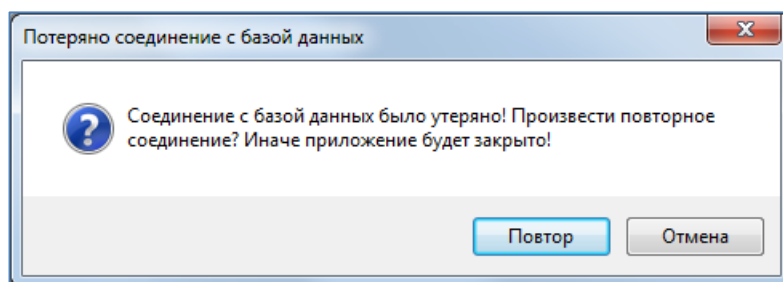 Потеряно соединение с базой данных
Соединение с базой данных было утеряно! Произвести повторное
соединение? Иначе приложение будет закрыто!
Повтор
Отмена